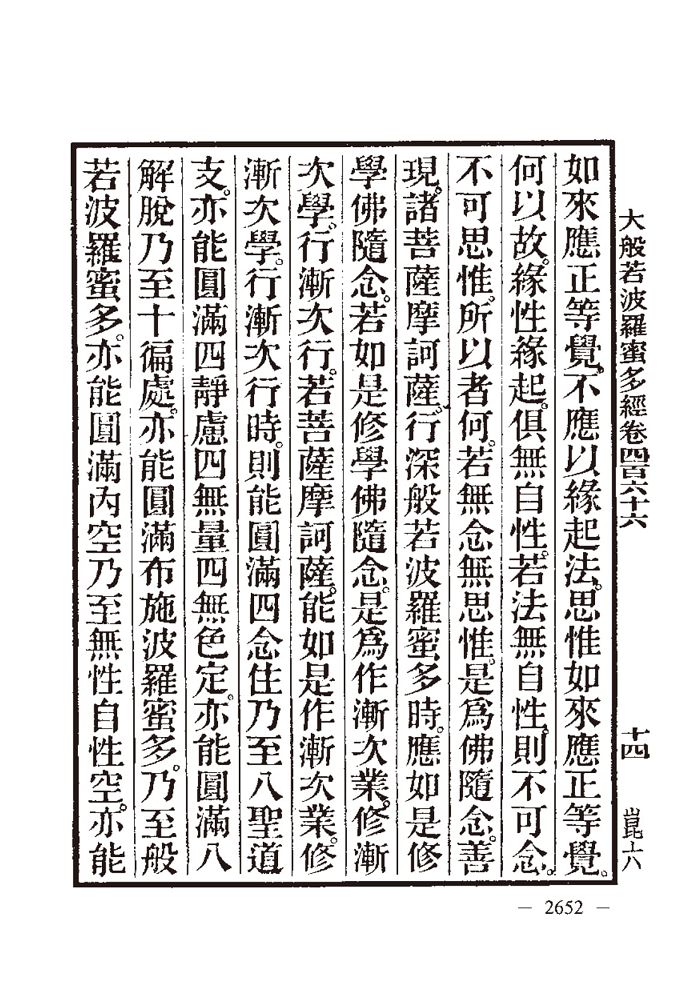 大般若波羅蜜多經卷四百六十六
十四
崑十六
如來應正等覺。不應以緣起法。思惟如來應正等覺。
何以故。緣性緣起。俱無自性。若法無自性。則不可念。
不可思惟。所以者何。若無念無思惟。是為佛隨念。善
現。諸菩薩摩訶薩。行深般若波羅蜜多時。應如是修
學佛隨念。若如是修學佛隨念。是為作漸次業。修漸
次學。行漸次行。若菩薩摩訶薩。能如是作漸次業。修
漸次學。行漸次行時。則能圓滿四念住乃至八聖道
支。亦能圓滿四靜慮四無量四無色定。亦能圓滿八
解脫乃至十徧處。亦能圓滿布施波羅蜜多。乃至般
若波羅蜜多。亦能圓滿內空乃至無性自性空。亦能
— 2652 —